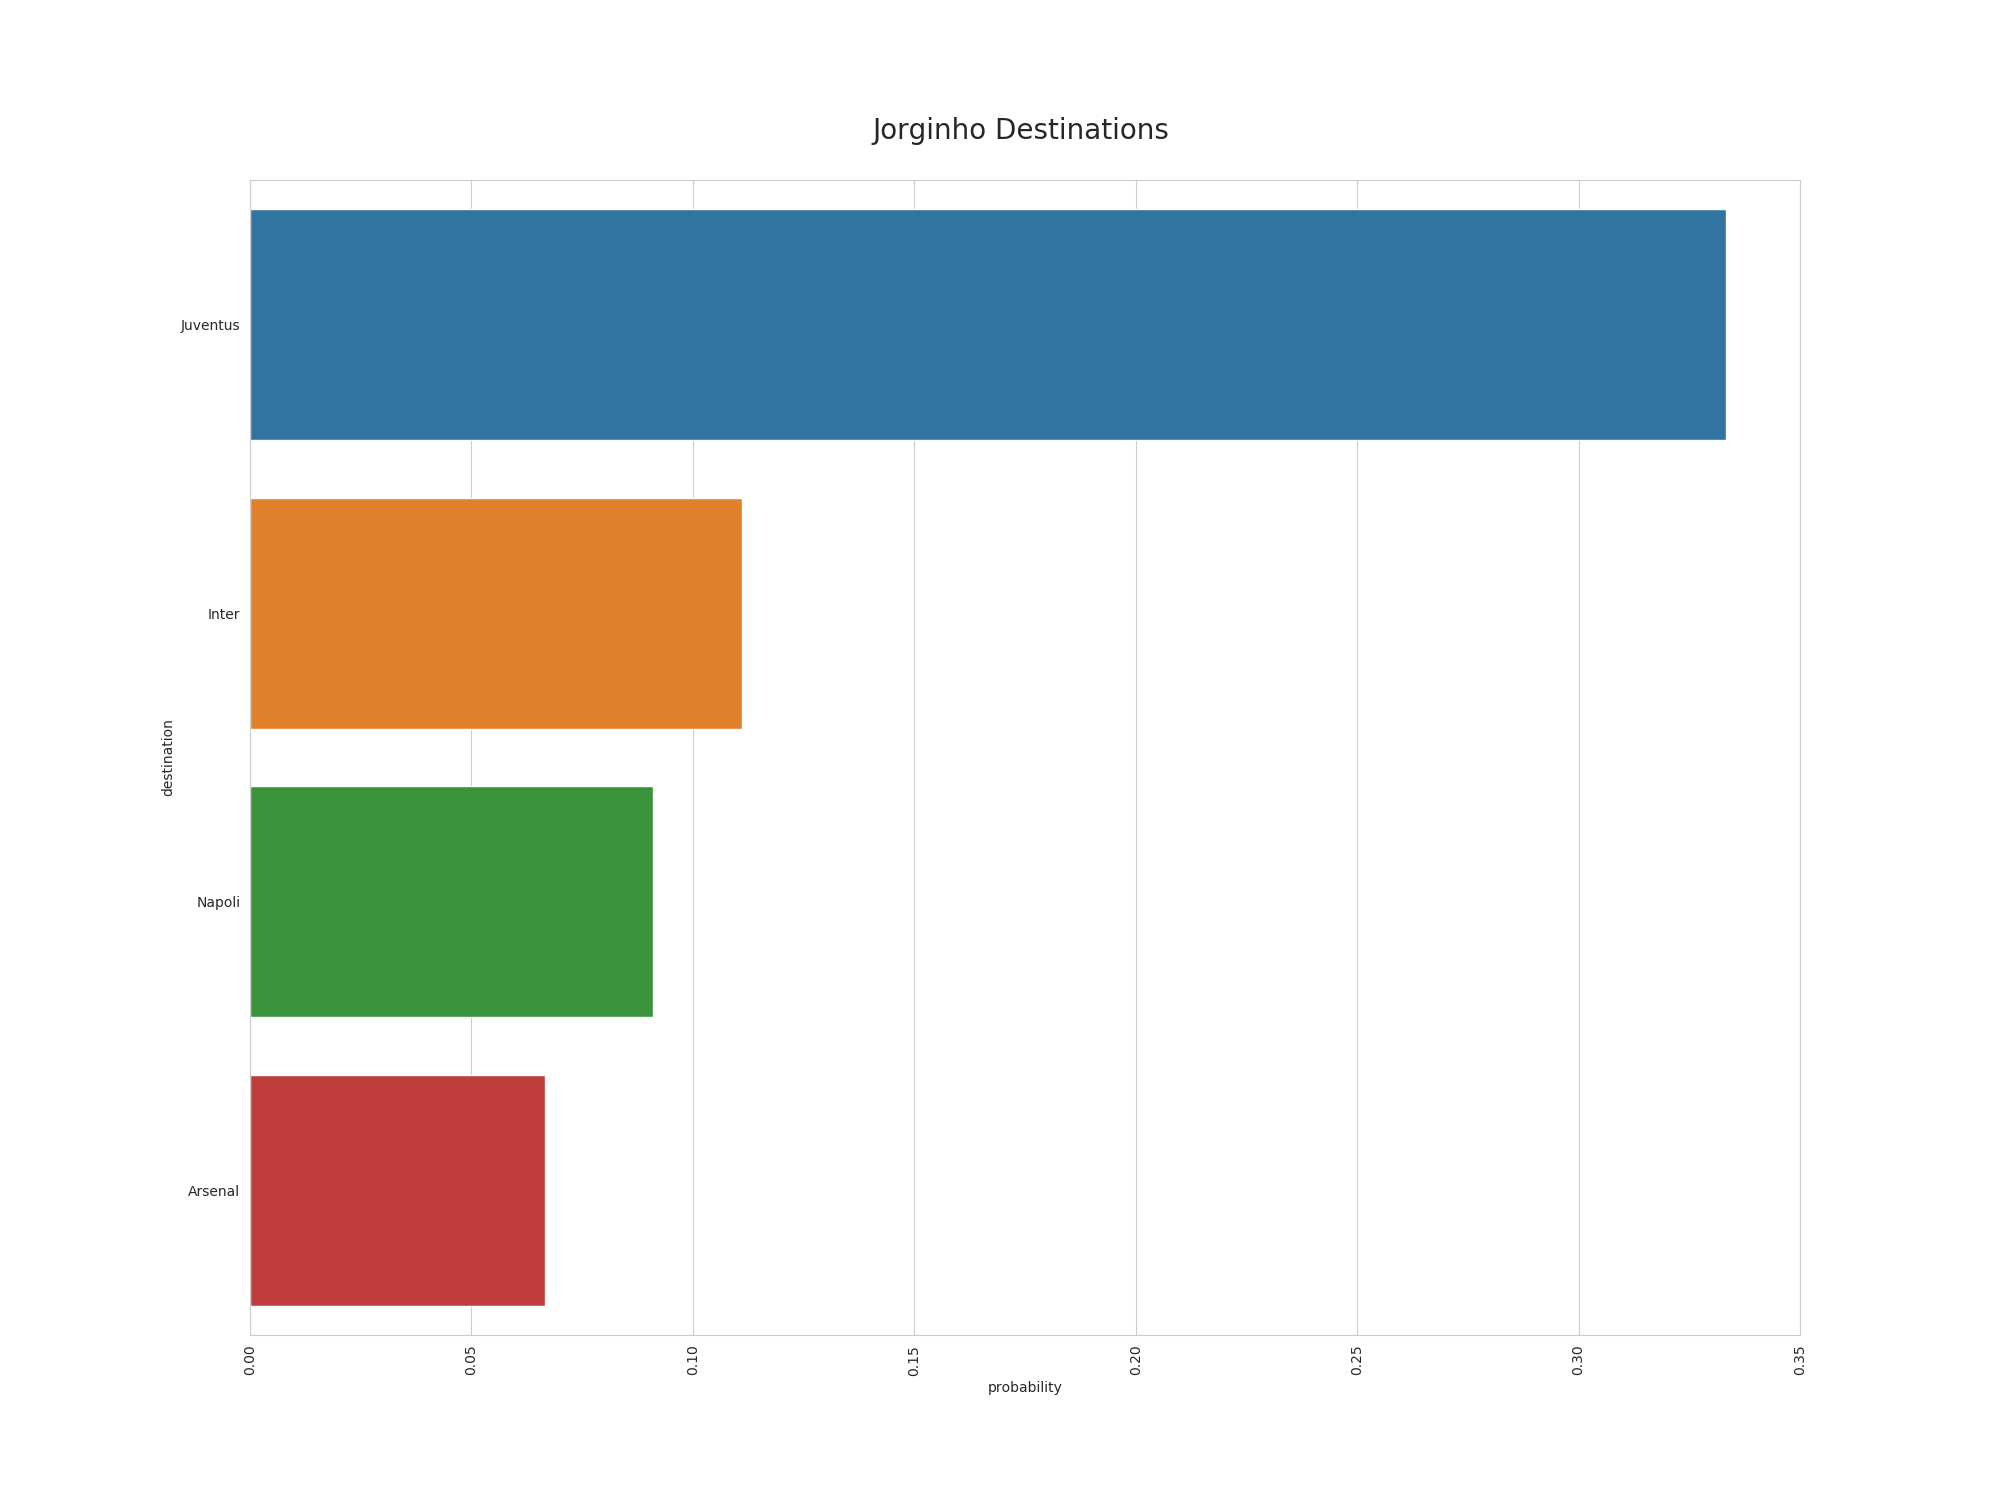 Jorginho Destinations
Juventus
Inter
Napoli
Arsenal
destination
0.00 0.05 0.10 0.15 0.20 0.25 0.30 0.35
probability